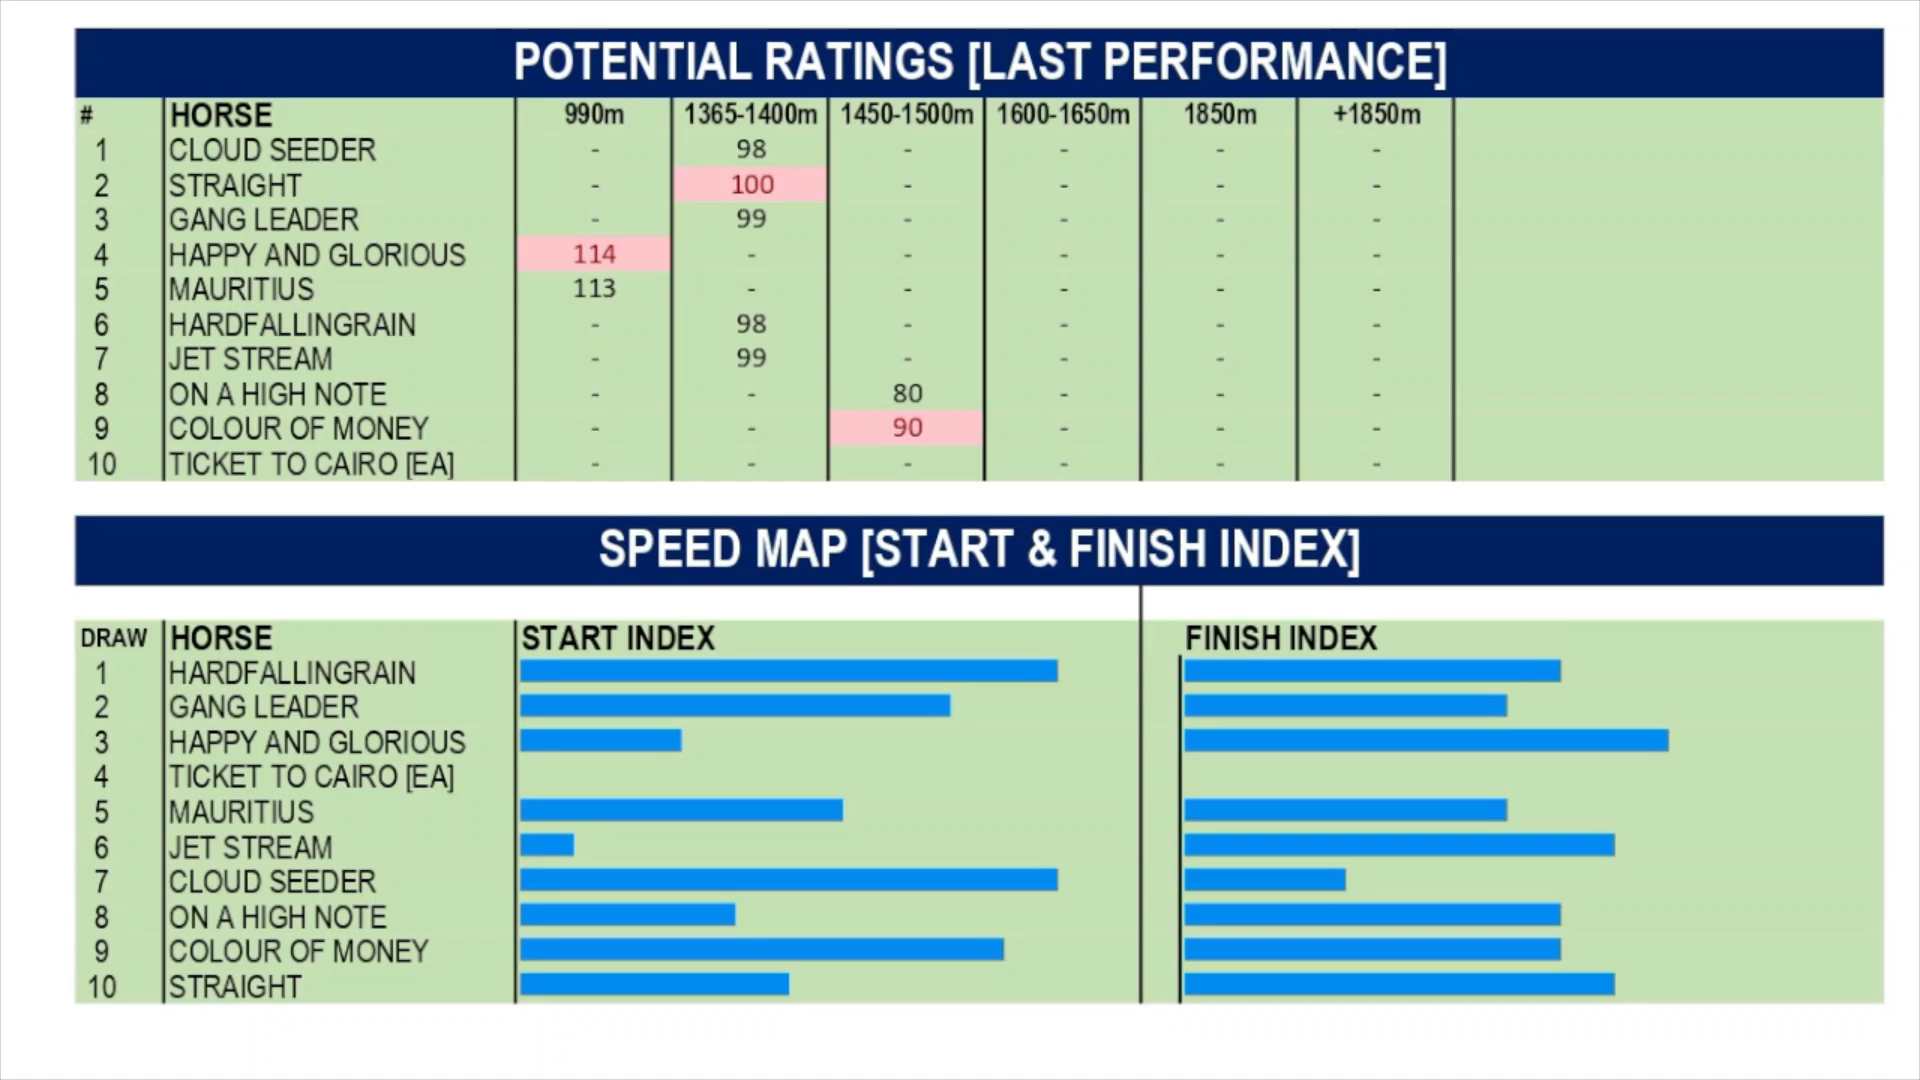 POTENTIAL RATINGS [LAST PERFORMANCE]
# HORSE 990m 1365-1400m 1450-1500m 1600-1650m 1850m +1850m
1 CLOUD SEEDER - 98 - - - -
2 STRAIGHT - 100 - - - -
3 GANG LEADER - 99 - - - -
4 HAPPY AND GLORIOUS 114 - - - - -
5 MAURITIUS 113 - - - - -
6 HARDFALLINGRAIN - 98 - - - -
7 JET STREAM - 99 - - - -
8 ON A HIGH NOTE - - 80 - - -
9 COLOUR OF MONEY - - 90 - - -
10 TICKET TO CAIRO [EA] - - - - - -
SPEED MAP [START & FINISH INDEX]
DRAW HORSE START INDEX FINISH INDEX
1 HARDFALLINGRAIN
2 GANG LEADER
3 HAPPY AND GLORIOUS
4 TICKET TO CAIRO [EA]
5 MAURITIUS
6 JET STREAM
7 CLOUD SEEDER
8 ON A HIGH NOTE
9 COLOUR OF MONEY
10 STRAIGHT